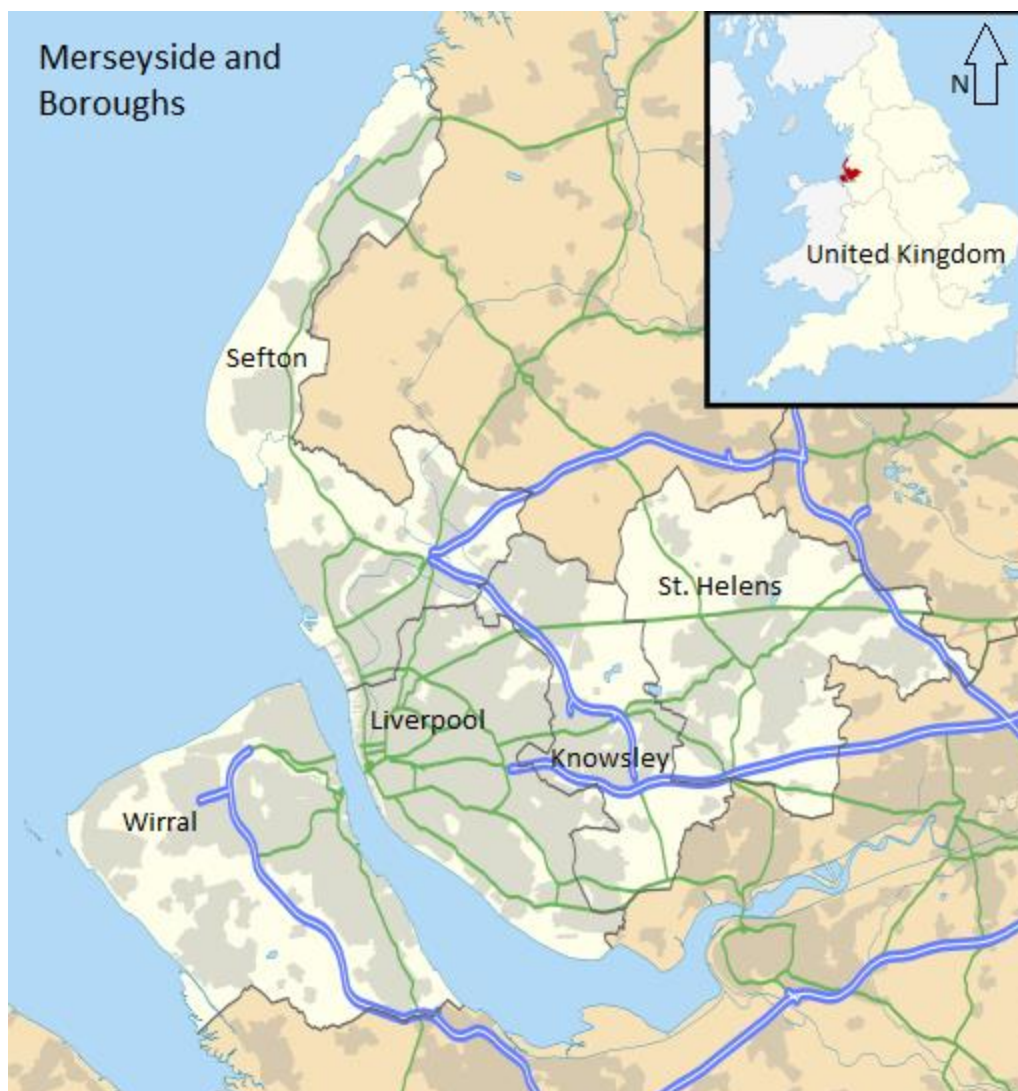 Merseyside and
Boroughs
N
United Kingdom
Sefton
St. Helens
Liverpool
Knowsley
Wirral